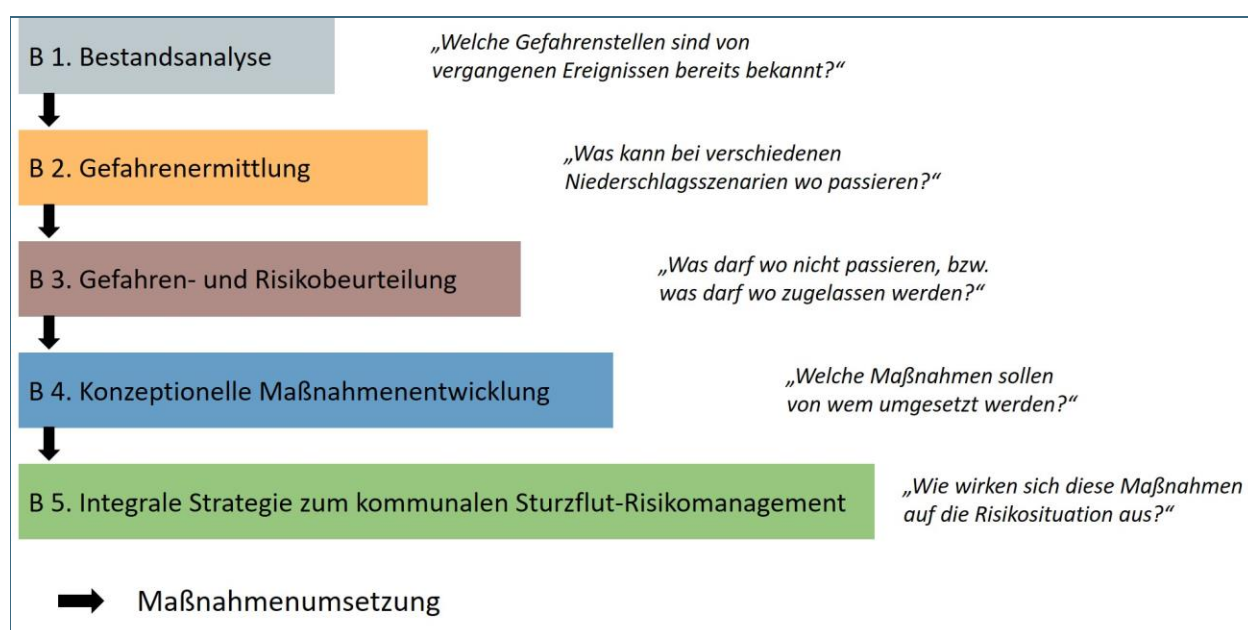 B 1. Bestandsanalyse
„Welche Gefahrenstellen sind von
vergangenen Ereignissen bereits bekannt?“
B 2. Gefahrenermittlung
„Was kann bei verschiedenen
Niederschlagsszenarien wo passieren?“
B 3. Gefahren- und Risikobeurteilung
„Was darf wo nicht passieren, bzw.
was darf wo zugelassen werden?“
B 4. Konzeptionelle Maßnahmenentwicklung
„Welche Maßnahmen sollen
von wem umgesetzt werden?“
B 5. Integrale Strategie zum kommunalen Sturzflut-Risikomanagement
„Wie wirken sich diese Maßnahmen
auf die Risikosituation aus?“
Maßnahmenumsetzung